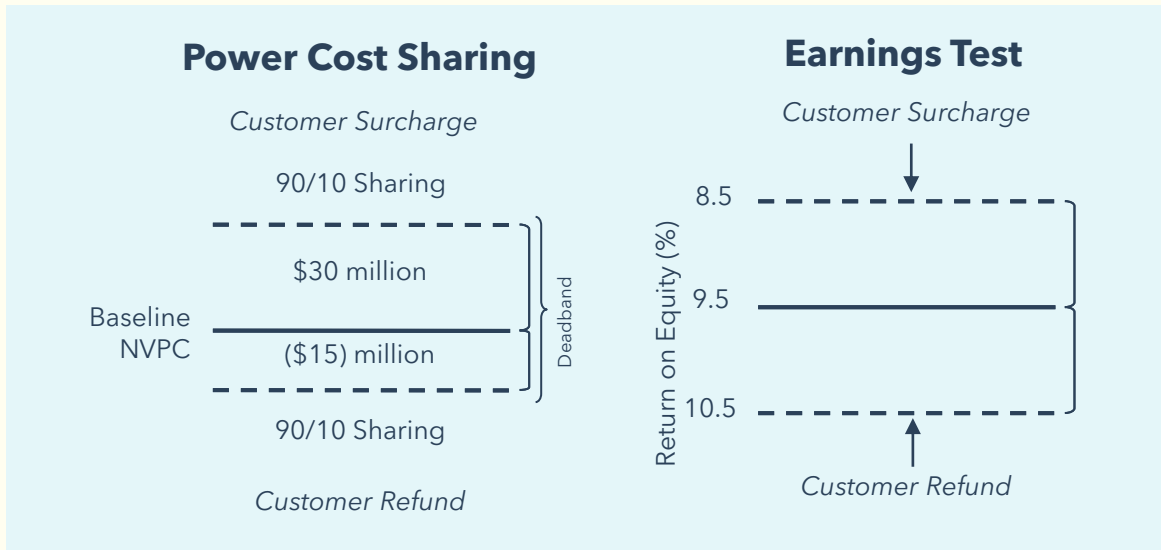 Power Cost Sharing
Customer Surcharge
90/10 Sharing
$30 million
Baseline
NVPC
($15) million
90/10 Sharing
Customer Refund
Deadband
Earnings Test
Customer Surcharge
Return on Equity (%)
8.5
9.5
10.5
Customer Refund